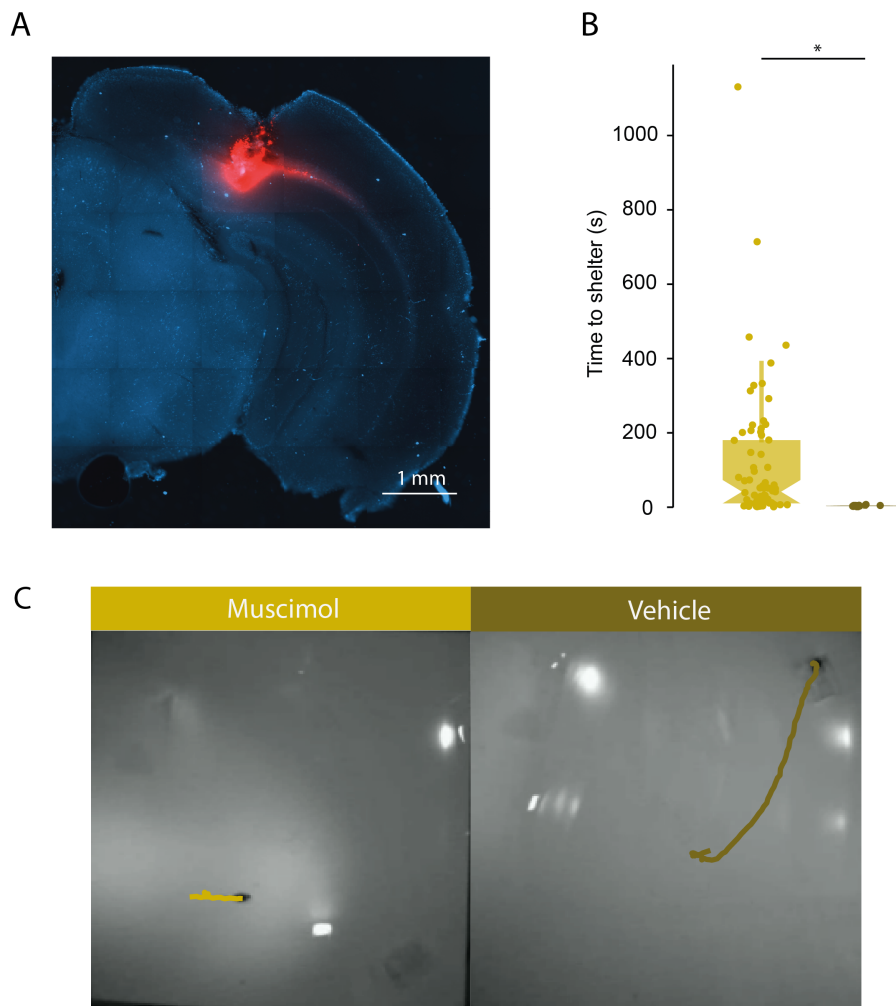 A
1 mm
B
*
Time to shelter (s)
1000
800
600
400
200
0
C
Muscimol
Vehicle